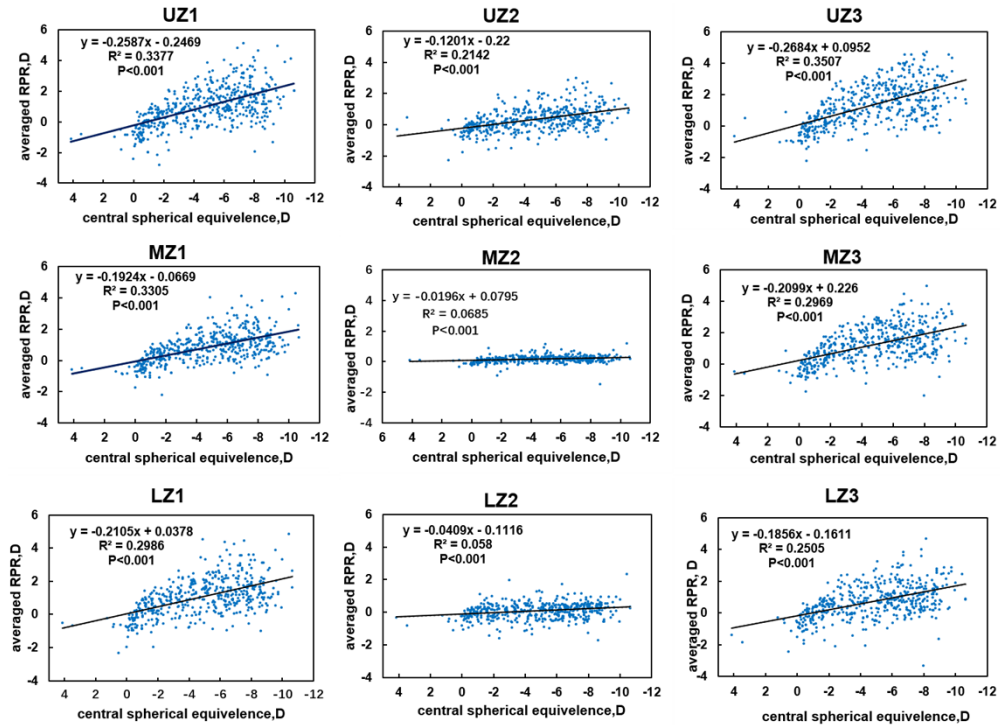 UZ1
y = -0.2587x - 0.2469
R² = 0.3377
P<0.001
averaged RPR,D
6
4
2
0
-2
-4
4 2 0 -2 -4 -6 -8 -10 -12
central spherical equivelence,D
UZ2
y = -0.1201x - 0.22
R² = 0.2142
P<0.001
averaged RPR,D
6
4
2
0
-2
-4
4 2 0 -2 -4 -6 -8 -10 -12
central spherical equivelence,D
UZ3
y = -0.2684x + 0.0952
R² = 0.3507
P<0.001
averaged RPR,D
6
4
2
0
-2
-4
4 2 0 -2 -4 -6 -8 -10 -12
central spherical equivelence,D
MZ1
y = -0.1924x - 0.0669
R² = 0.3305
P<0.001
averaged RPR,D
6
4
2
0
-2
-4
4 2 0 -2 -4 -6 -8 -10 -12
central spherical equivelence,D
MZ2
y = -0.0196x + 0.0795
R² = 0.0685
P<0.001
averaged RPR,D
6
4
2
0
-2
-4
6 4 2 0 -2 -4 -6 -8 -10 -12
central spherical equivelence,D
MZ3
y = -0.2099x + 0.226
R² = 0.2969
P<0.001
averaged RPR,D
6
4
2
0
-2
-4
4 2 0 -2 -4 -6 -8 -10 -12
central spherical equivelence,D
LZ1
y = -0.2105x + 0.0378
R² = 0.2986
P<0.001
averaged RPR,D
6
4
2
0
-2
-4
4 2 0 -2 -4 -6 -8 -10 -12
central spherical equivelence,D
LZ2
y = -0.0409x - 0.1116
R² = 0.058
P<0.001
averaged RPR,D
6
4
2
0
-2
-4
4 2 0 -2 -4 -6 -8 -10 -12
central spherical equivelence,D
LZ3
y = -0.1856x - 0.1611
R² = 0.2505
P<0.001
averaged RPR, D
6
4
2
0
-2
-4
4 2 0 -2 -4 -6 -8 -10 -12
central spherical equivelence,D